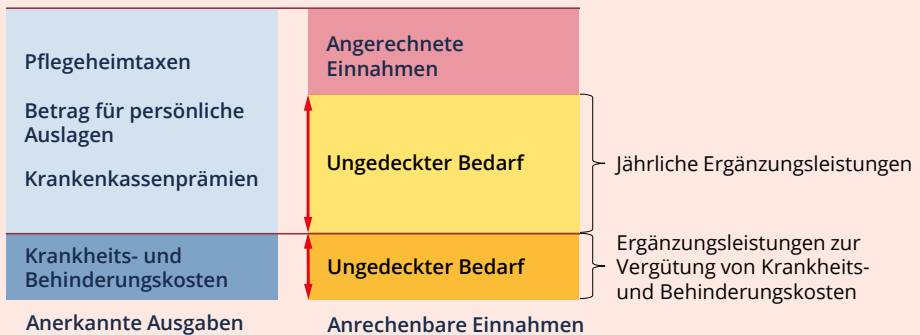 Pflegeheimtaxen
Betrag für persönliche
Auslagen
Krankenkassenprämien
Krankheits- und
Behinderungskosten
Anerkannte Ausgaben
Angerechnete
Einnahmen
Ungedeckter Bedarf
Ungedeckter Bedarf
Anrechenbare Einnahmen
Jährliche Ergänzungsleistungen
Ergänzungsleistungen zur
Vergütung von Krankheits-
und Behinderungskosten